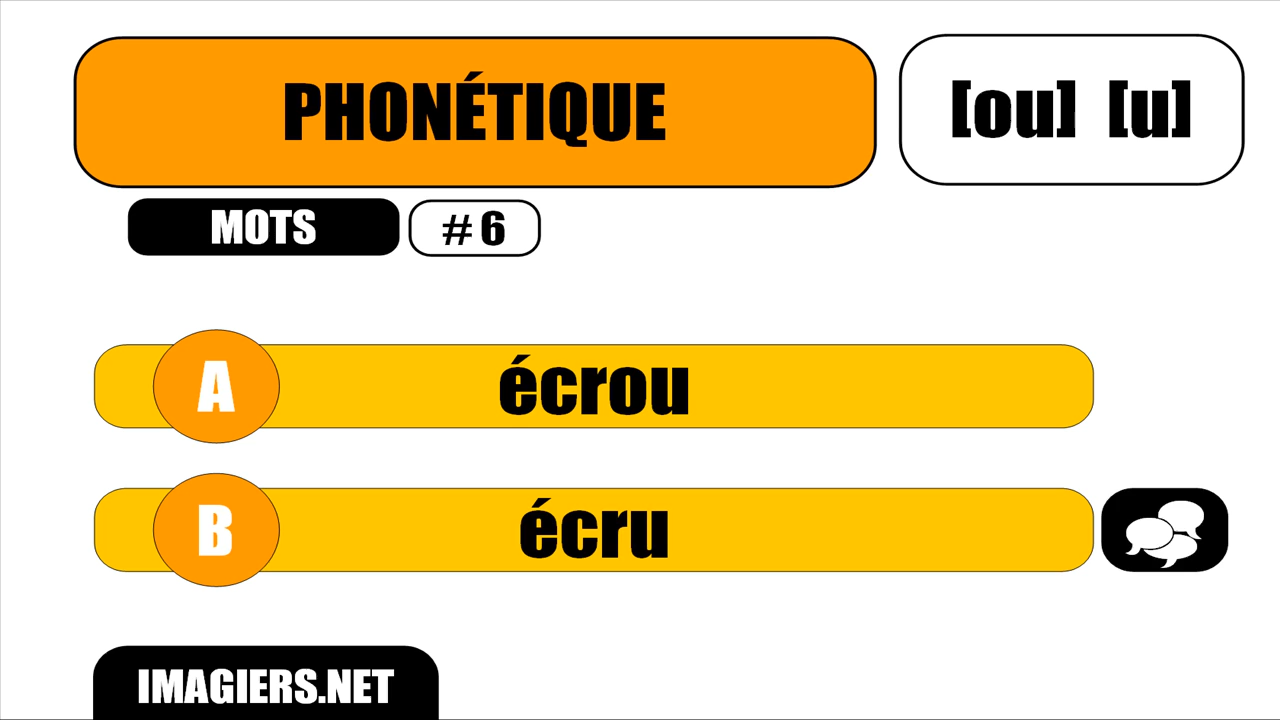 PHONÉTIQUE
[ou] [u]
MOTS
# 6
A écrou
B écru
IMAGIERS.NET